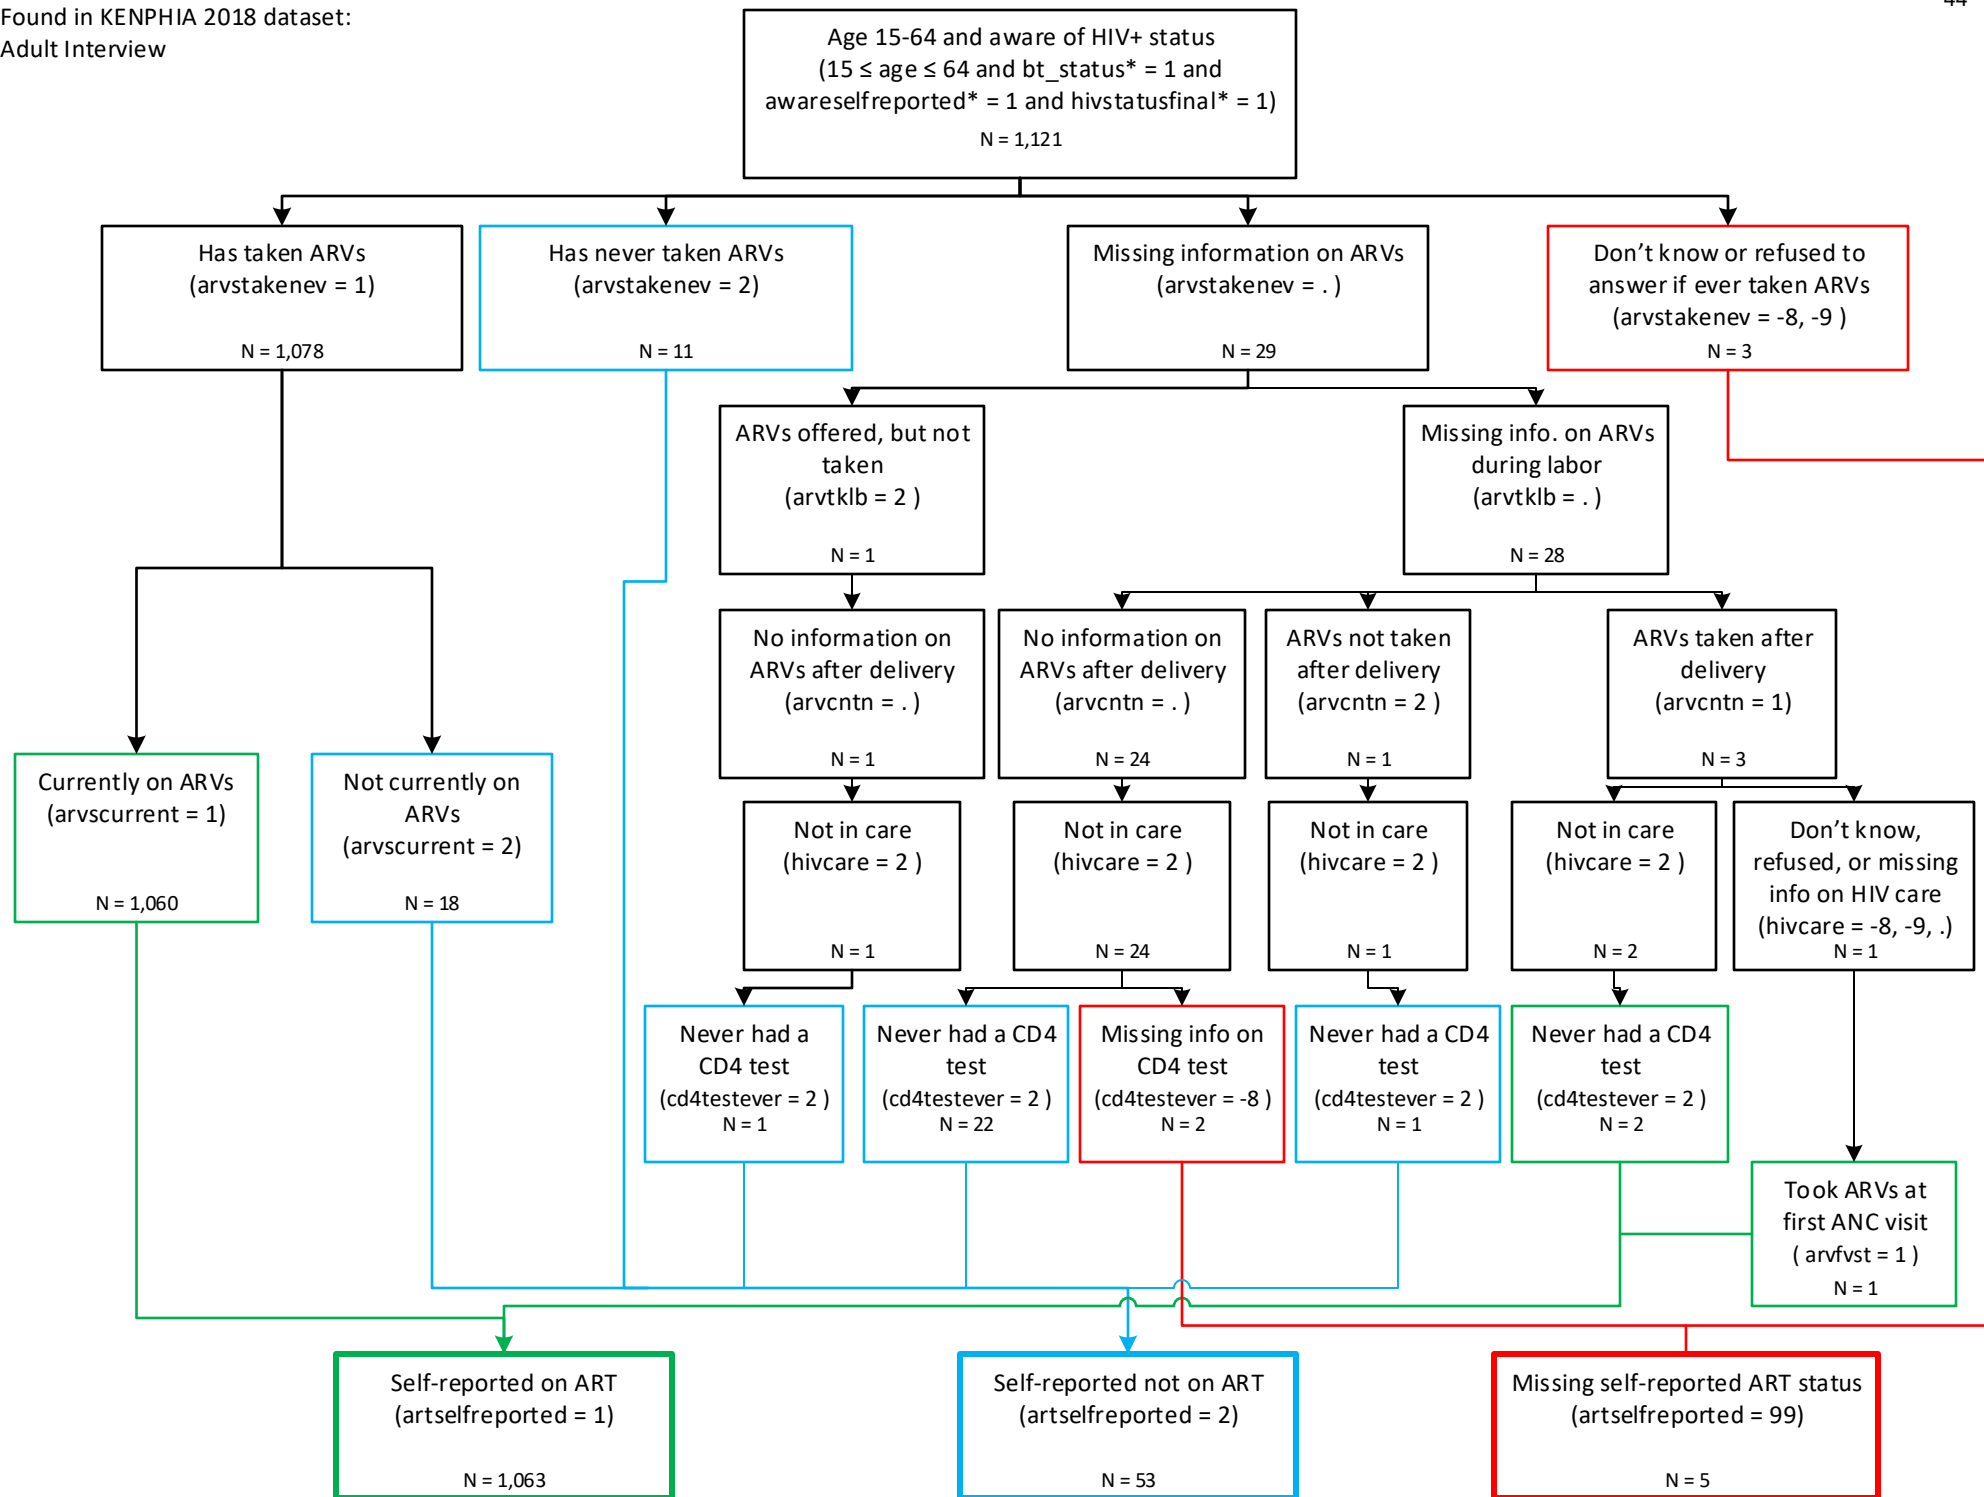 Found in KENPHIA 2018 dataset:
Adult Interview
44
Age 15-64 and aware of HIV+ status
(15 ≤ age ≤ 64 and bt_status* = 1 and
awareselfreported* = 1 and hivstatusfinal* = 1)
N = 1,121
Has taken ARVs
(arvstakenev = 1)
N = 1,078
Has never taken ARVs
(arvstakenev = 2)
N = 11
Missing information on ARVs
(arvstakenev = . )
N = 29
Don’t know or refused to
answer if ever taken ARVs
(arvstakenev = -8, -9 )
N = 3
ARVs offered, but not
taken
(arvtklb = 2 )
N = 1
Missing info. on ARVs
during labor
(arvtklb = . )
N = 28
No information on
ARVs after delivery
(arvcntn = . )
N = 1
No information on
ARVs after delivery
(arvcntn = . )
N = 24
ARVs not taken
after delivery
(arvcntn = 2 )
N = 1
ARVs taken after
delivery
(arvcntn = 1)
N = 3
Currently on ARVs
(arvscurrent = 1)
N = 1,060
Not currently on
ARVs
(arvscurrent = 2)
N = 18
Not in care
(hivcare = 2 )
N = 1
Not in care
(hivcare = 2 )
N = 24
Not in care
(hivcare = 2 )
N = 1
Not in care
(hivcare = 2 )
N = 2
Don’t know,
refused, or missing
info on HIV care
(hivcare = -8, -9, .)
N = 1
Never had a
CD4 test
(cd4testever = 2 )
N = 1
Never had a CD4
test
(cd4testever = 2 )
N = 22
Missing info on
CD4 test
(cd4testever = -8 )
N = 2
Never had a CD4
test
(cd4testever = 2 )
N = 1
Never had a CD4
test
(cd4testever = 2 )
N = 2
Took ARVs at
first ANC visit
( arvfvst = 1 )
N = 1
Self-reported on ART
(artselfreported = 1)
N = 1,063
Self-reported not on ART
(artselfreported = 2)
N = 53
Missing self-reported ART status
(artselfreported = 99)
N = 5